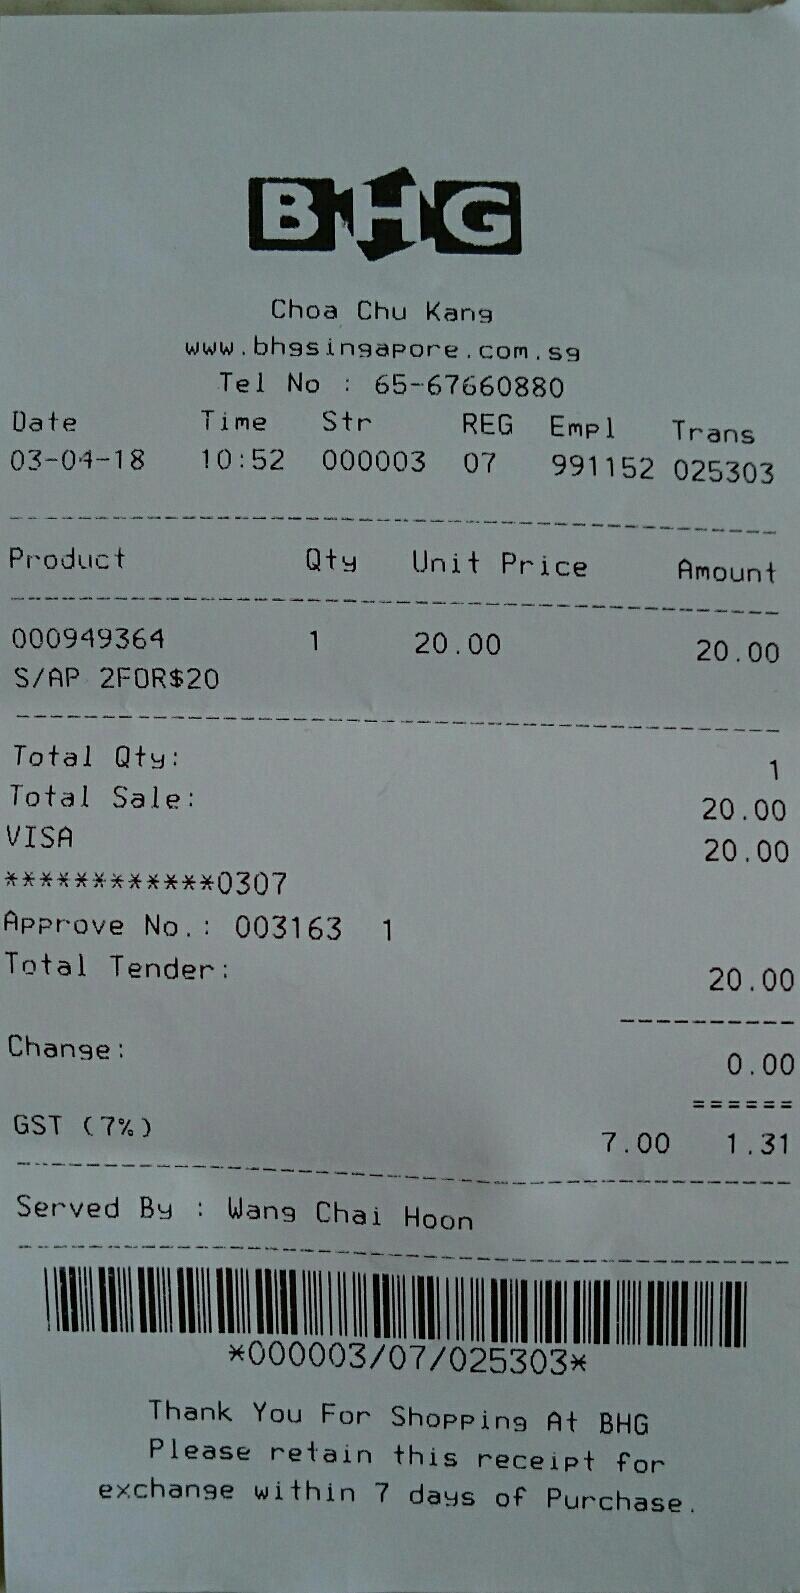 BHG
Choa Chu Kang
www.bhgsingapore.com.sg
Tel No : 65-67660880
Date Time Str REG Empl Trans
03-04-18 10:52 000003 07 991152 025303
Product Qty Unit Price Amount
000949364 1 20.00 20.00
S/AP 2FOR$20
Total Qty: 1
Total Sale: 20.00
VISA 20.00
************0307
Approve No.: 003163 1
Total Tender: 20.00
Change: 0.00
GST (7%) 7.00 1.31
Served By : Wang Chai Hoon
*000003/07/025303*
Thank You For Shopping At BHG
Please retain this receipt for
exchange within 7 days of Purchase.